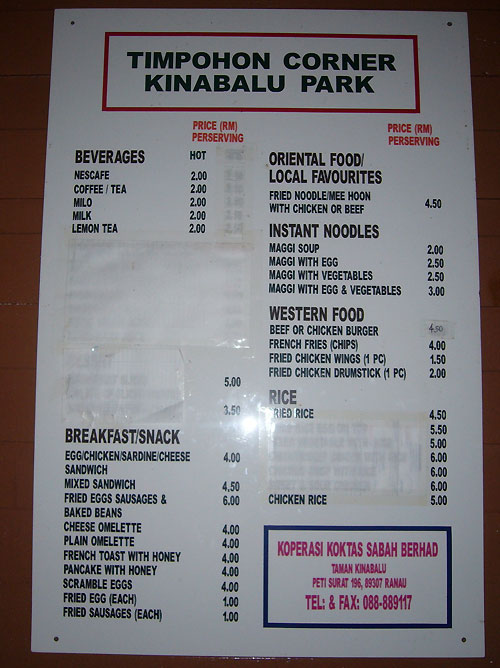 TIMPOHON CORNER
KINABALU PARK
PRICE (RM)
PERSERVING
BEVERAGES HOT
NESCAFE 2.00
COFFEE / TEA 2.00
MILO 2.00
MILK 2.00
LEMON TEA 2.00
5.00
3.50
BREAKFAST/SNACK
EGG/CHICKEN/SARDINE/CHEESE 4.00
SANDWICH
MIXED SANDWICH 4.50
FRIED EGGS SAUSAGES & 6.00
BAKED BEANS
CHEESE OMELETTE 4.00
PLAIN OMELETTE 4.00
FRENCH TOAST WITH HONEY 4.00
PANCAKE WITH HONEY 4.00
SCRAMBLE EGGS 4.00
FRIED EGG (EACH) 1.00
FRIED SAUSAGES (EACH) 1.00
PRICE (RM)
PERSERVING
ORIENTAL FOOD/
LOCAL FAVOURITES
FRIED NOODLE/MEE HOON
WITH CHICKEN OR BEEF 4.50
INSTANT NOODLES
MAGGI SOUP 2.00
MAGGI WITH EGG 2.50
MAGGI WITH VEGETABLES 2.50
MAGGI WITH EGG & VEGETABLES 3.00
WESTERN FOOD
BEEF OR CHICKEN BURGER 4.50
FRENCH FRIES (CHIPS) 4.00
FRIED CHICKEN WINGS (1 PC) 1.50
FRIED CHICKEN DRUMSTICK (1 PC) 2.00
RICE
FRIED RICE 4.50
5.50
5.00
6.00
6.00
6.00
CHICKEN RICE 5.00
KOPERASI KOKTAS SABAH BERHAD
TAMAN KINABALU
PETI SURAT 196, 89307 RANAU
TEL: & FAX: 088-889117